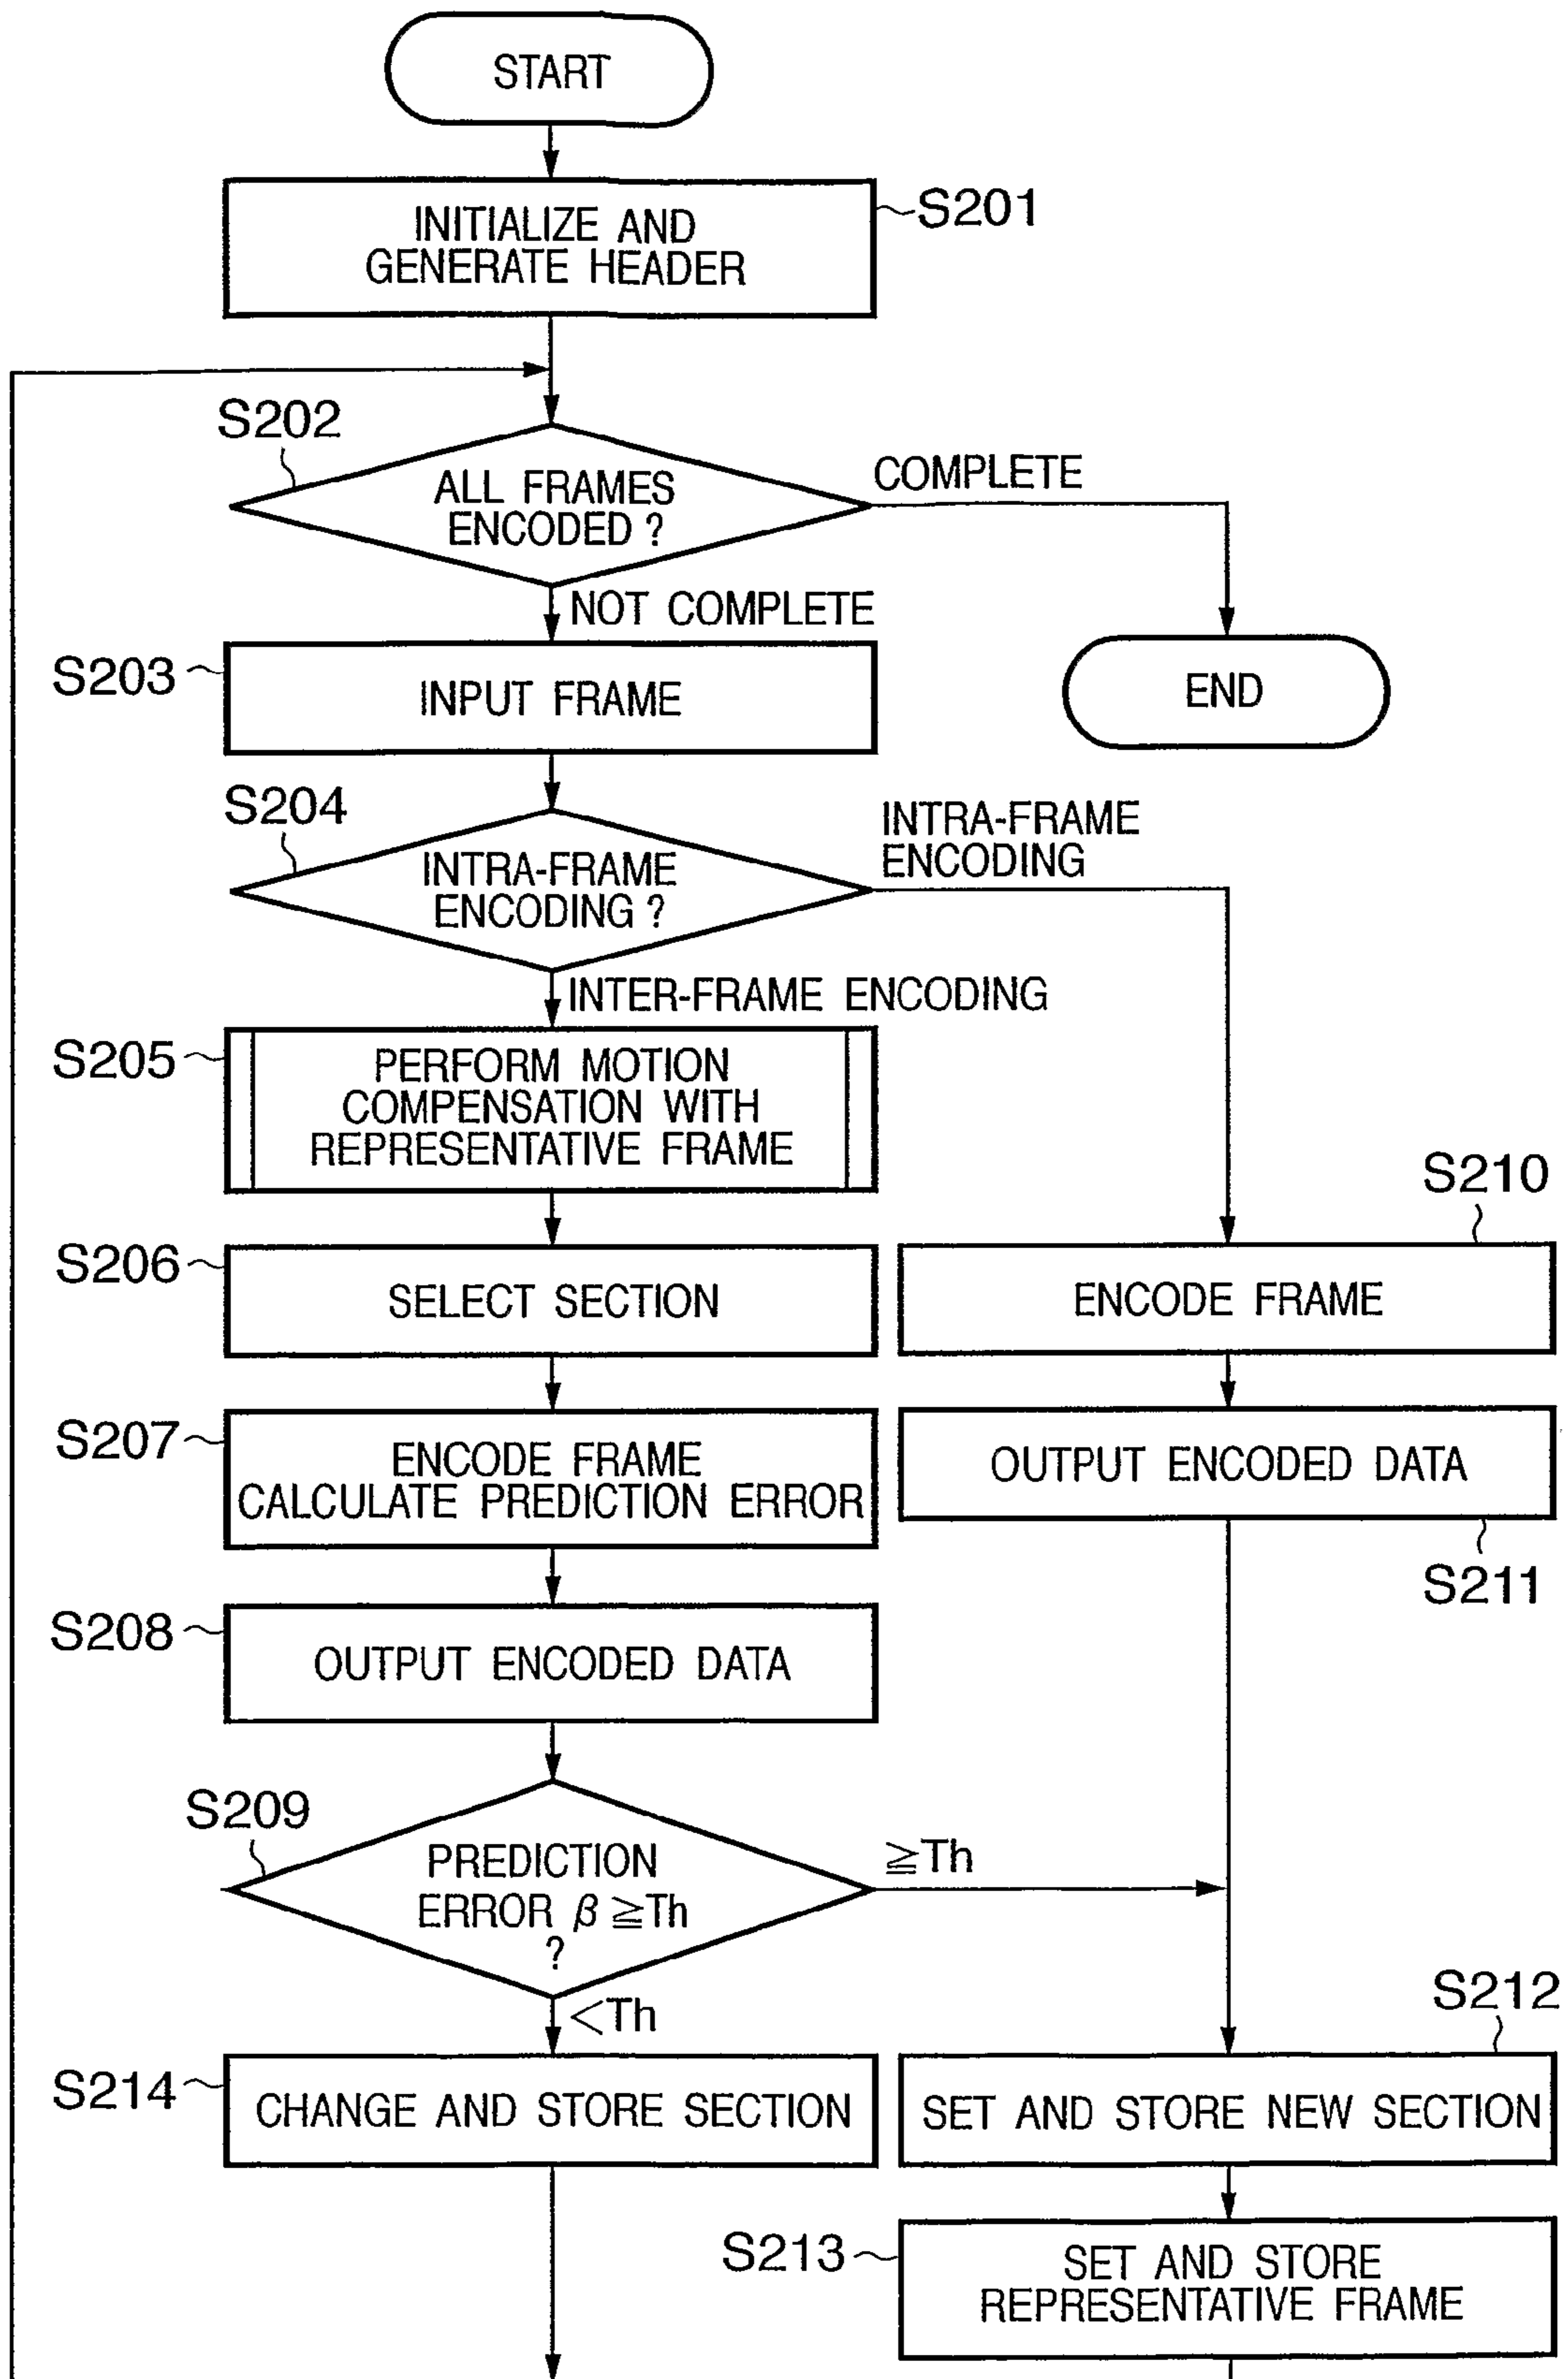 START
INITIALIZE AND
GENERATE HEADER
S201
S202
ALL FRAMES
ENCODED ?
COMPLETE
NOT COMPLETE
S203
INPUT FRAME
END
S204
INTRA-FRAME
ENCODING ?
INTRA-FRAME
ENCODING
INTER-FRAME ENCODING
S205
PERFORM MOTION
COMPENSATION WITH
REPRESENTATIVE FRAME
S206
SELECT SECTION
S210
ENCODE FRAME
S207
ENCODE FRAME
CALCULATE PREDICTION ERROR
OUTPUT ENCODED DATA
S211
S208
OUTPUT ENCODED DATA
S209
PREDICTION
ERROR β ≧Th
?
≧Th
<Th
S212
S214
CHANGE AND STORE SECTION
SET AND STORE NEW SECTION
S213
SET AND STORE
REPRESENTATIVE FRAME